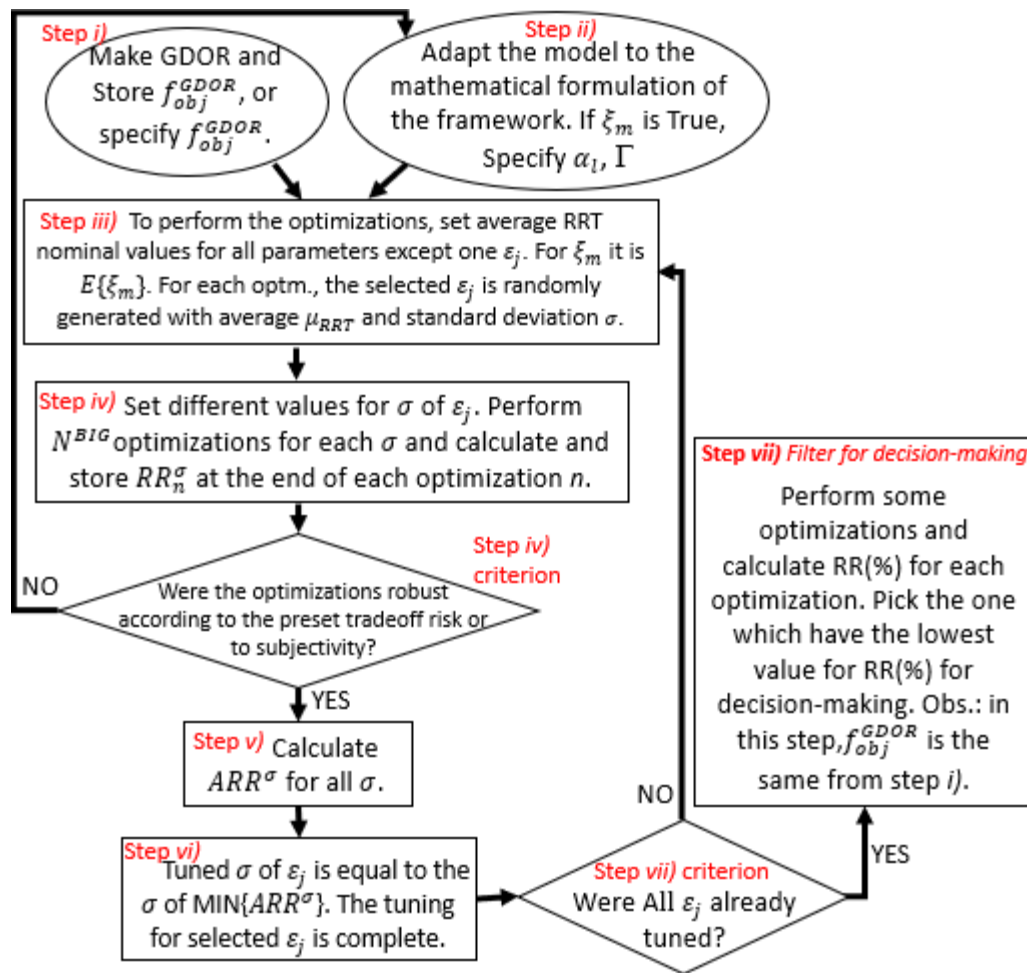 Step i)
Make GDOR and
Store f_obj^GDOR, or
specify f_obj^GDOR.
Step ii)
Adapt the model to the
mathematical formulation of
the framework. If ξ_m is True,
Specify α_l, Γ
Step iii) To perform the optimizations, set average RRT
nominal values for all parameters except one ε_j. For ξ_m it is
E{ξ_m}. For each optm., the selected ε_j is randomly
generated with average μ_RRT and standard deviation σ.
Step iv) Set different values for σ of ε_j. Perform
N^BIG optimizations for each σ and calculate and
store RR_n^σ at the end of each optimization n.
Step iv)
criterion
Were the optimizations robust
according to the preset tradeoff risk or
to subjectivity?
NO
YES
Step v) Calculate
ARR^σ for all σ.
Step vi)
Tuned σ of ε_j is equal to the
σ of MIN{ARR^σ}. The tuning
for selected ε_j is complete.
Step vii) criterion
Were All ε_j already
tuned?
NO
YES
Step vii) Filter for decision-making
Perform some
optimizations and
calculate RR(%) for each
optimization. Pick the one
which have the lowest
value for RR(%) for
decision-making. Obs.: in
this step,f_obj^GDOR is the
same from step i).